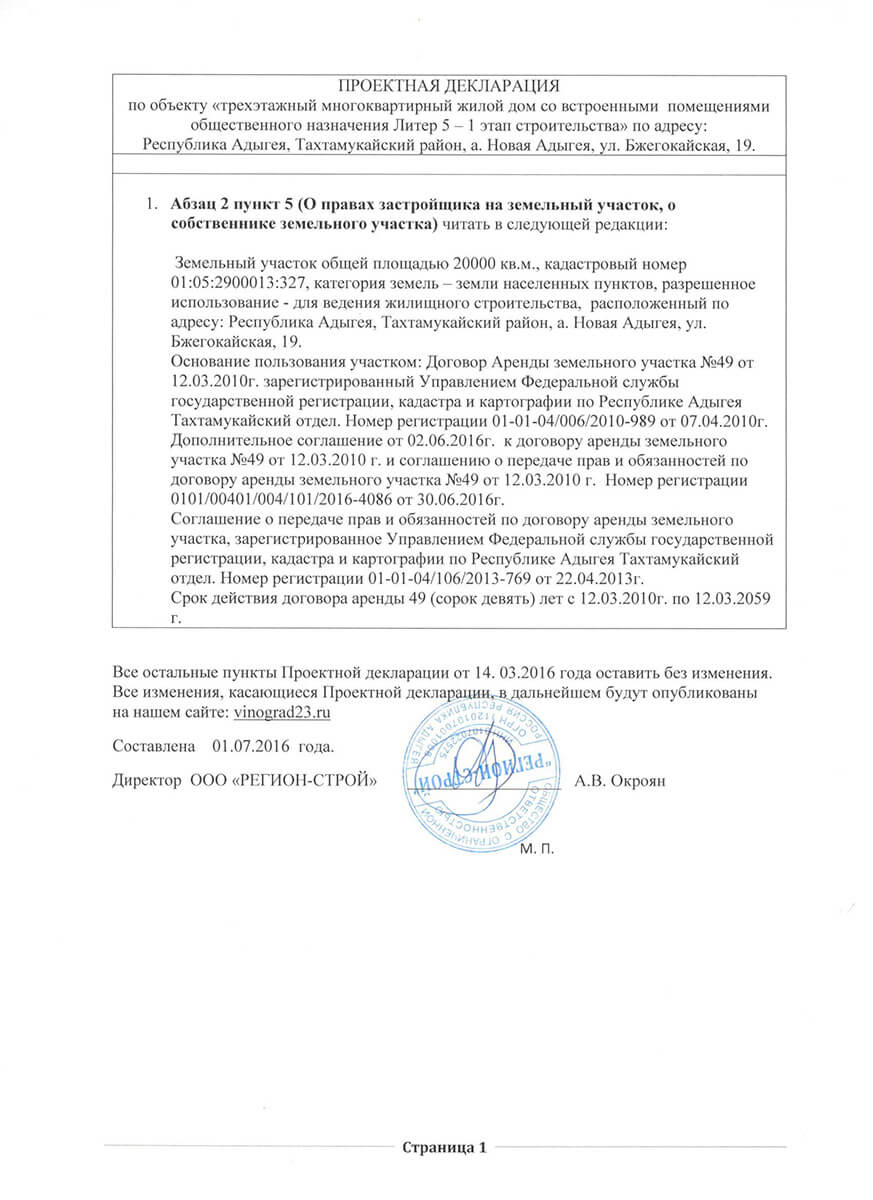 ПРОЕКТНАЯ ДЕКЛАРАЦИЯ
по объекту «трехэтажный многоквартирный жилой дом со встроенными помещениями
общественного назначения Литер 5 – 1 этап строительства» по адресу:
Республика Адыгея, Тахтамукайский район, а. Новая Адыгея, ул. Бжегокайская, 19.
1. Абзац 2 пункт 5 (О правах застройщика на земельный участок, о
собственнике земельного участка) читать в следующей редакции:
Земельный участок общей площадью 20000 кв.м., кадастровый номер
01:05:2900013:327, категория земель – земли населенных пунктов, разрешенное
использование - для ведения жилищного строительства, расположенный по
адресу: Республика Адыгея, Тахтамукайский район, а. Новая Адыгея, ул.
Бжегокайская, 19.
Основание пользования участком: Договор Аренды земельного участка №49 от
12.03.2010г. зарегистрированный Управлением Федеральной службы
государственной регистрации, кадастра и картографии по Республике Адыгея
Тахтамукайский отдел. Номер регистрации 01-01-04/006/2010-989 от 07.04.2010г.
Дополнительное соглашение от 02.06.2016г. к договору аренды земельного
участка №49 от 12.03.2010 г. и соглашению о передаче прав и обязанностей по
договору аренды земельного участка №49 от 12.03.2010 г. Номер регистрации
0101/00401/004/101/2016-4086 от 30.06.2016г.
Соглашение о передаче прав и обязанностей по договору аренды земельного
участка, зарегистрированное Управлением Федеральной службы государственной
регистрации, кадастра и картографии по Республике Адыгея Тахтамукайский
отдел. Номер регистрации 01-01-04/106/2013-769 от 22.04.2013г.
Срок действия договора аренды 49 (сорок девять) лет с 12.03.2010г. по 12.03.2059
г.
Все остальные пункты Проектной декларации от 14. 03.2016 года оставить без изменения.
Все изменения, касающиеся Проектной декларации, в дальнейшем будут опубликованы
на нашем сайте: vinograd23.ru
Составлена 01.07.2016 года.
Директор ООО «РЕГИОН-СТРОЙ» А.В. Окроян
ОБЩЕСТВО С ОГРАНИЧЕННОЙ
ОТВЕТСТВЕННОСТЬЮ
"РЕГИОН-СТРОЙ"
РОССИЯ РЕСПУБЛИКА АДЫГЕЯ
М. П.
Страница 1